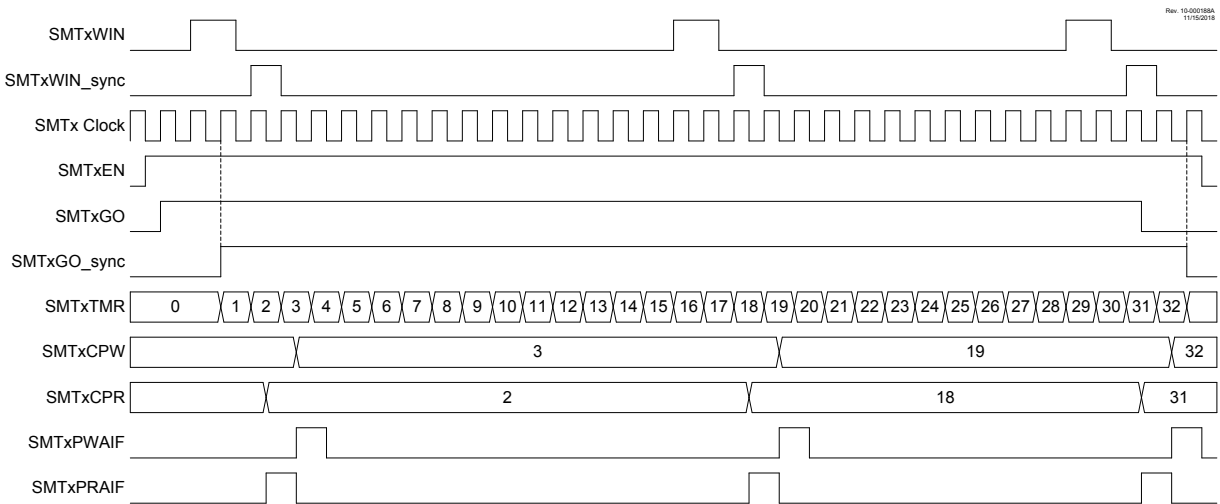 Rev. 10-000188A
11/15/2018
SMTxWIN
SMTxWIN_sync
SMTx Clock
SMTxEN
SMTxGO
SMTxGO_sync
SMTxTMR 0 1 2 3 4 5 6 7 8 9 10 11 12 13 14 15 16 17 18 19 20 21 22 23 24 25 26 27 28 29 30 31 32
SMTxCPW 3 19 32
SMTxCPR 2 18 31
SMTxPWAIF
SMTxPRAIF